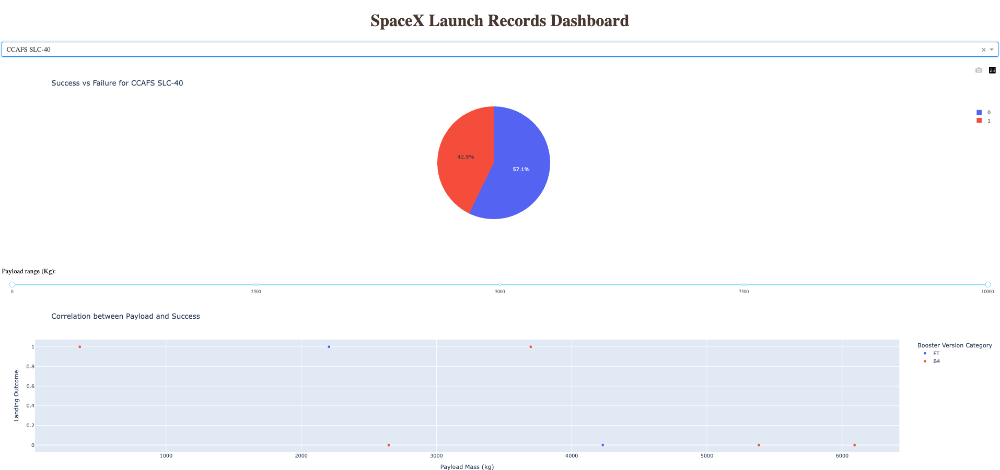 SpaceX Launch Records Dashboard
CCAFS SLC-40
Success vs Failure for CCAFS SLC-40
0
1
42.9%
57.1%
Payload range (Kg):
0 2500 5000 7500 10000
Correlation between Payload and Success
Booster Version Category
FT
B4
Landing Outcome
1
0.8
0.6
0.4
0.2
0
1000 2000 3000 4000 5000 6000
Payload Mass (kg)